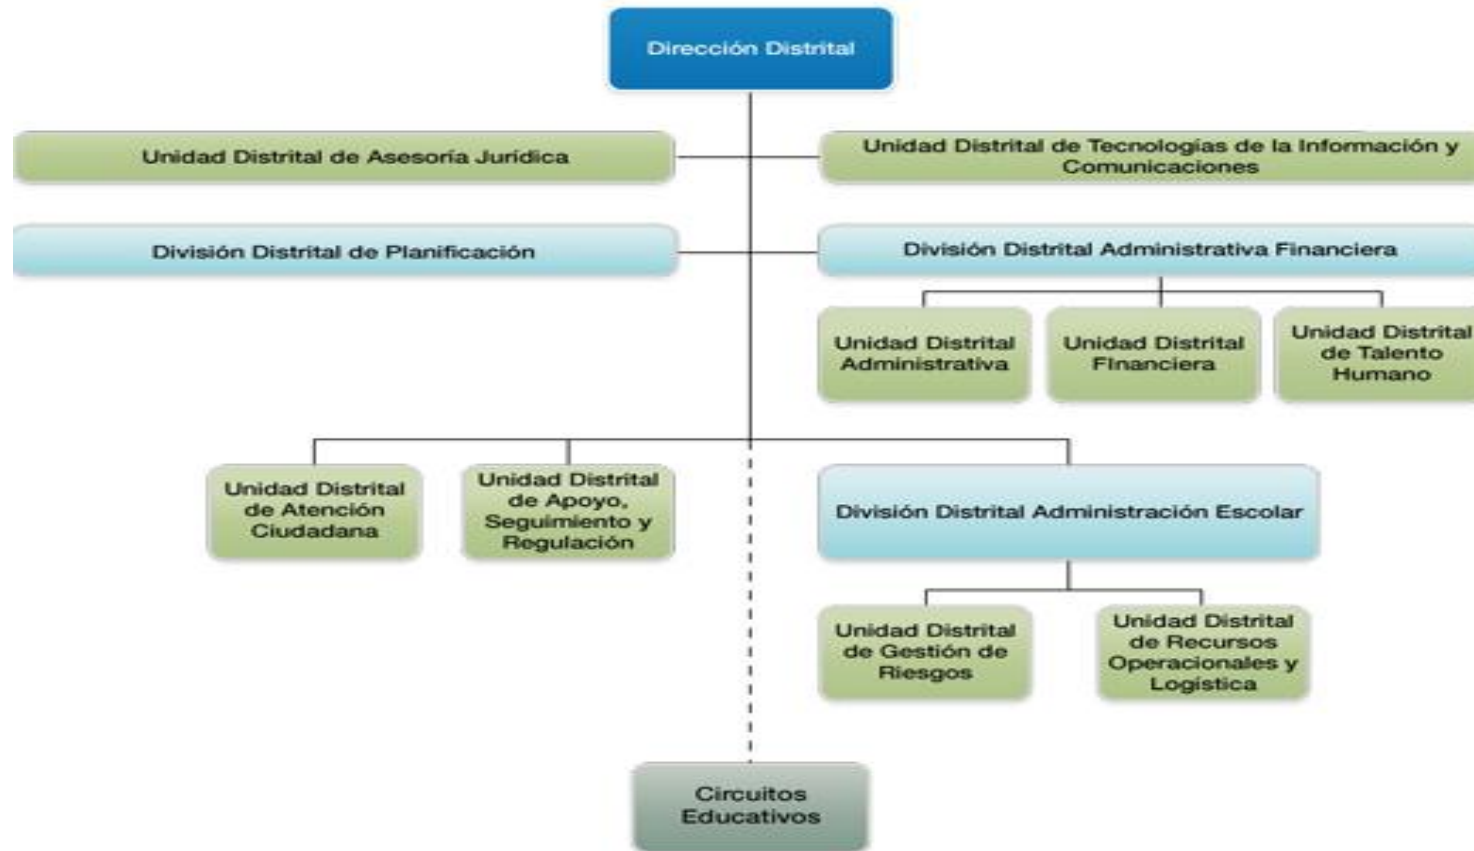 Dirección Distrital
Unidad Distrital de Asesoría Jurídica
Unidad Distrital de Tecnologías de la Información y
Comunicaciones
División Distrital de Planificación
División Distrital Administrativa Financiera
Unidad Distrital
Administrativa
Unidad Distrital
FInanciera
Unidad Distrital
de Talento
Humano
Unidad Distrital
de Atención
Ciudadana
Unidad Distrital
de Apoyo,
Seguimiento y
Regulación
División Distrital Administración Escolar
Unidad Distrital
de Gestión de
Riesgos
Unidad Distrital
de Recursos
Operacionales y
Logística
Circuitos
Educativos